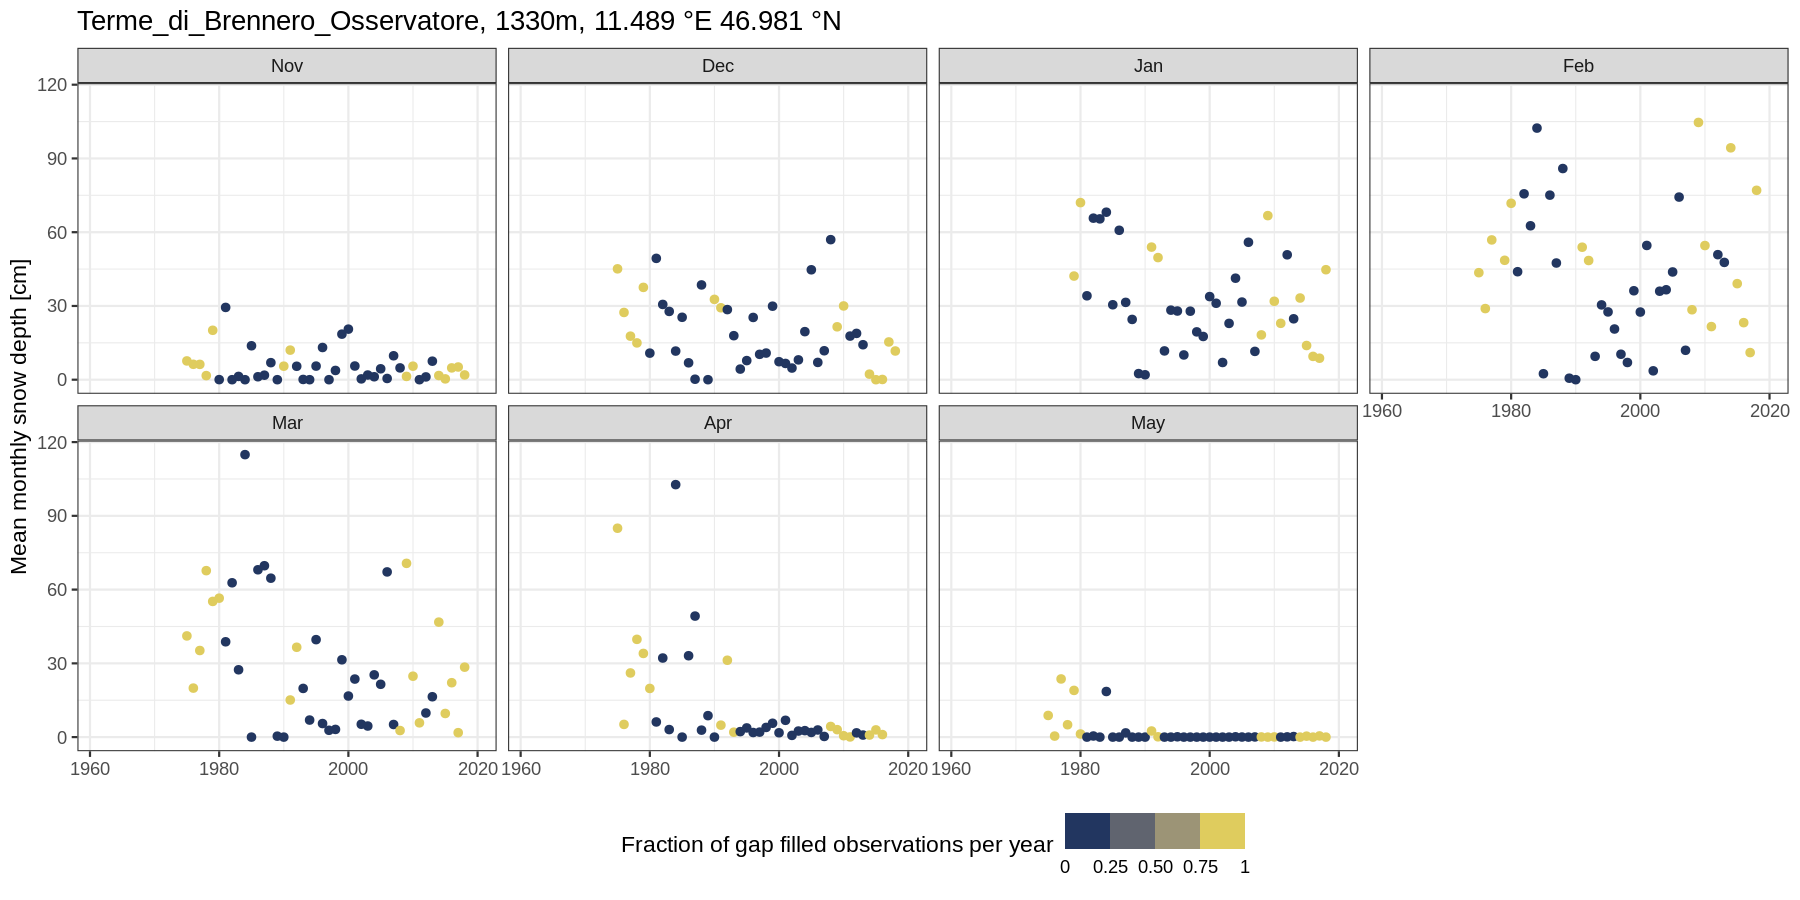 Terme_di_Brennero_Osservatore, 1330m, 11.489 °E 46.981 °N
Nov Dec Jan Feb
120
90
60
30
0
1960 1980 2000 2020
Mar Apr May
120
90
60
30
0
1960 1980 2000 2020 1960 1980 2000 2020 1960 1980 2000 2020
Mean monthly snow depth [cm]
Fraction of gap filled observations per year
0 0.25 0.50 0.75 1